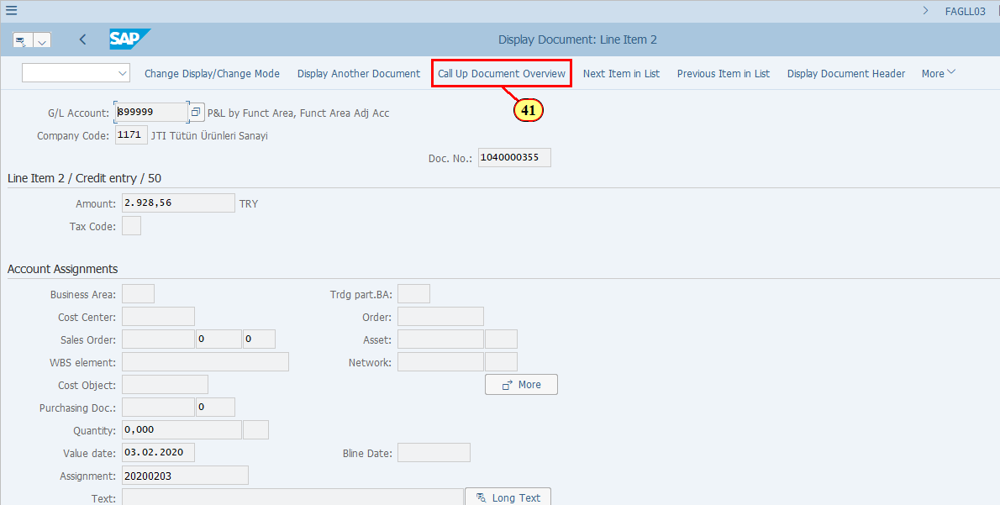 FAGLL03
SAP Display Document: Line Item 2
Change Display/Change Mode Display Another Document Call Up Document Overview Next Item in List Previous Item in List Display Document Header More
41
G/L Account: 899999 P&L by Funct Area, Funct Area Adj Acc
Company Code: 1171 JTI Tütün Ürünleri Sanayi
Doc. No.: 1040000355
Line Item 2 / Credit entry / 50
Amount: 2.928,56 TRY
Tax Code:
Account Assignments
Business Area: Trdg part.BA:
Cost Center: Order:
Sales Order: 0 0 Asset:
WBS element: Network:
Cost Object: More
Purchasing Doc.: 0
Quantity: 0,000
Value date: 03.02.2020 Bline Date:
Assignment: 20200203
Text: Long Text